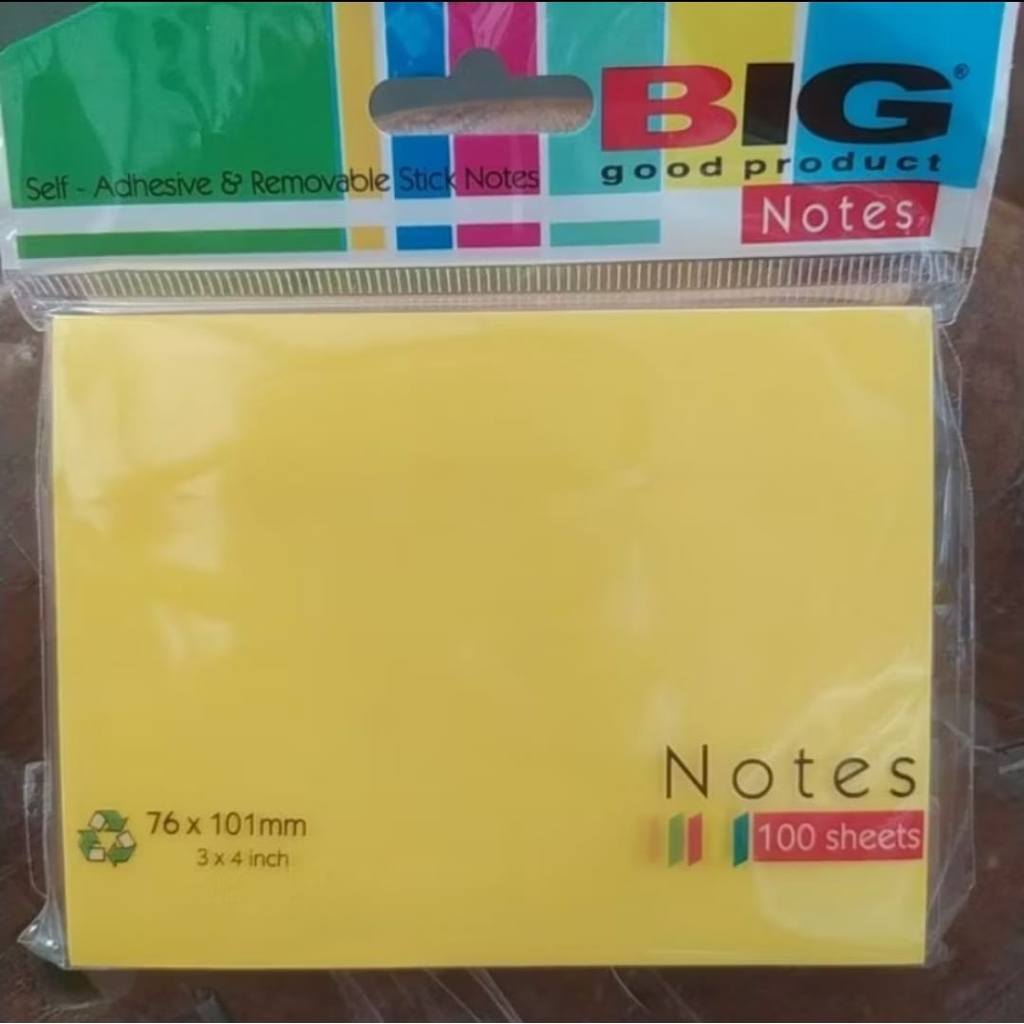 BIG®
good product
Self - Adhesive & Removable Stick Notes
Notes
Notes
100 sheets
76 x 101mm
3 x 4 inch